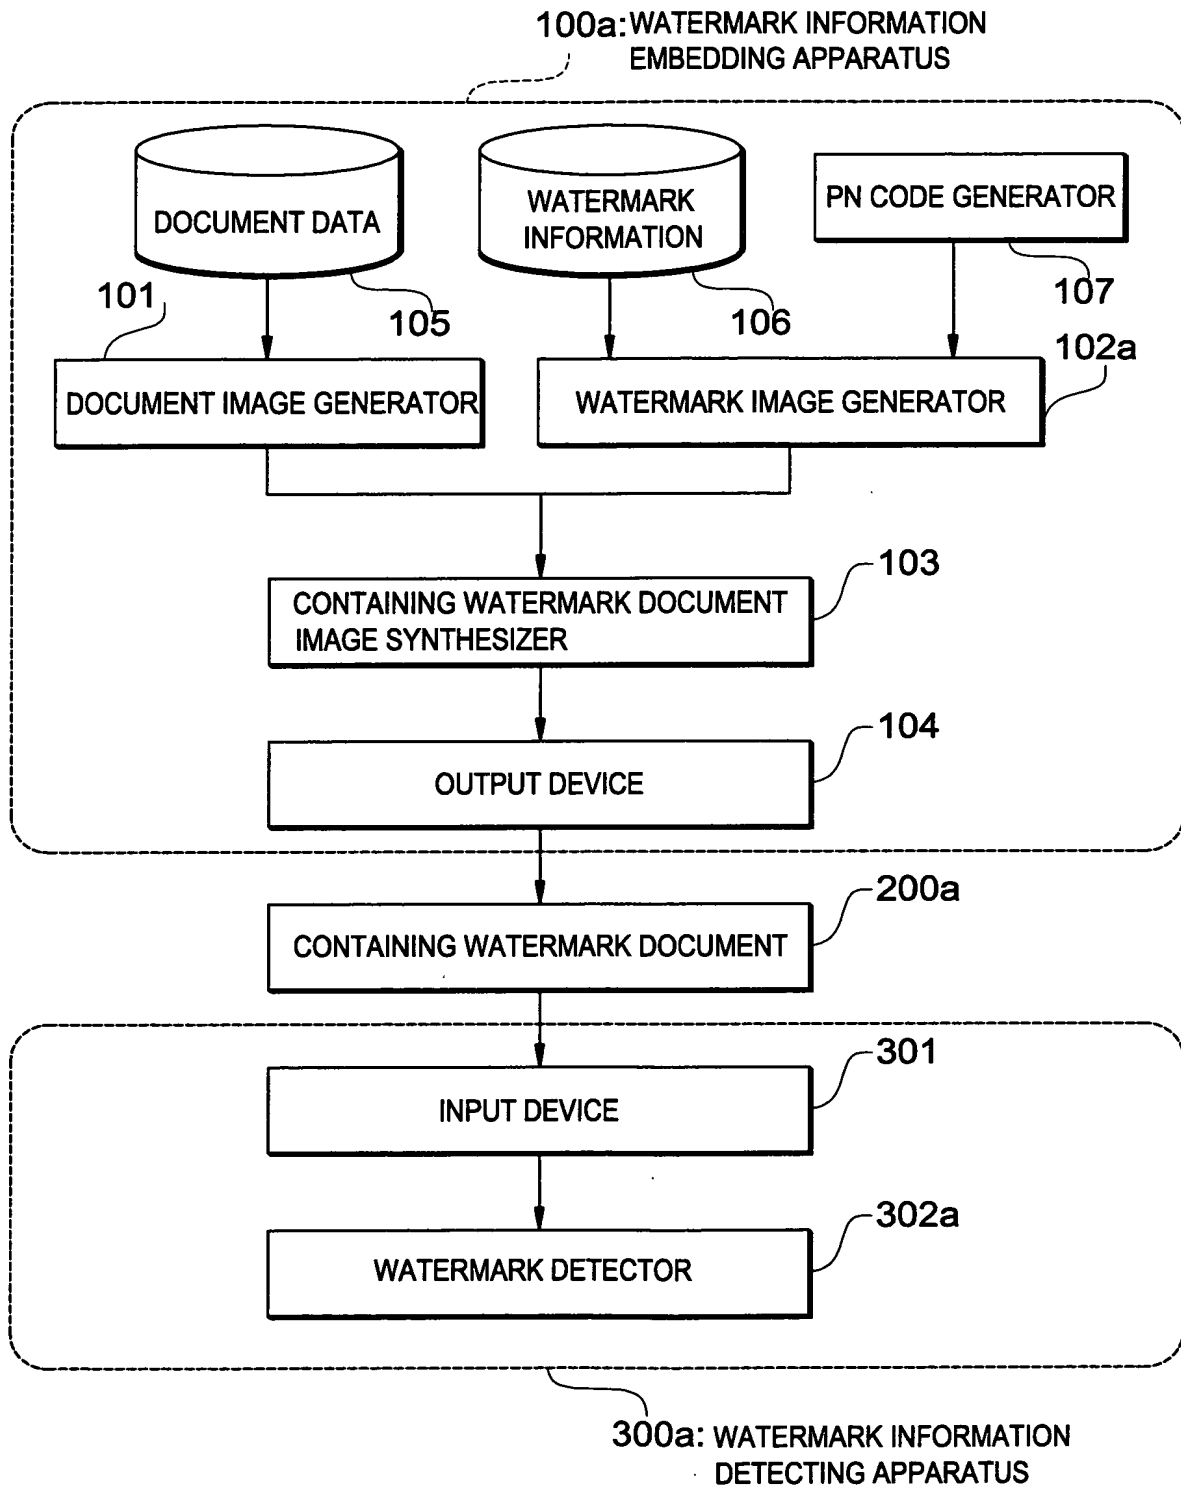 100a: WATERMARK INFORMATION
EMBEDDING APPARATUS
DOCUMENT DATA
WATERMARK
INFORMATION
PN CODE GENERATOR
101
105
106
107
102a
DOCUMENT IMAGE GENERATOR
WATERMARK IMAGE GENERATOR
103
CONTAINING WATERMARK DOCUMENT
IMAGE SYNTHESIZER
104
OUTPUT DEVICE
200a
CONTAINING WATERMARK DOCUMENT
301
INPUT DEVICE
302a
WATERMARK DETECTOR
300a: WATERMARK INFORMATION
DETECTING APPARATUS